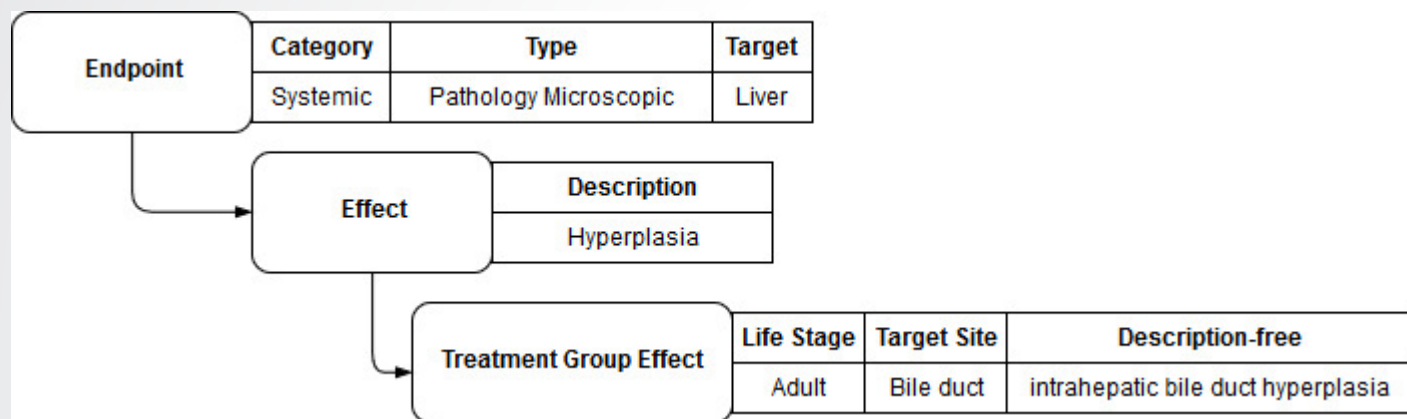 Endpoint
Category Type Target
Systemic Pathology Microscopic Liver
Effect
Description
Hyperplasia
Treatment Group Effect
Life Stage Target Site Description-free
Adult Bile duct intrahepatic bile duct hyperplasia